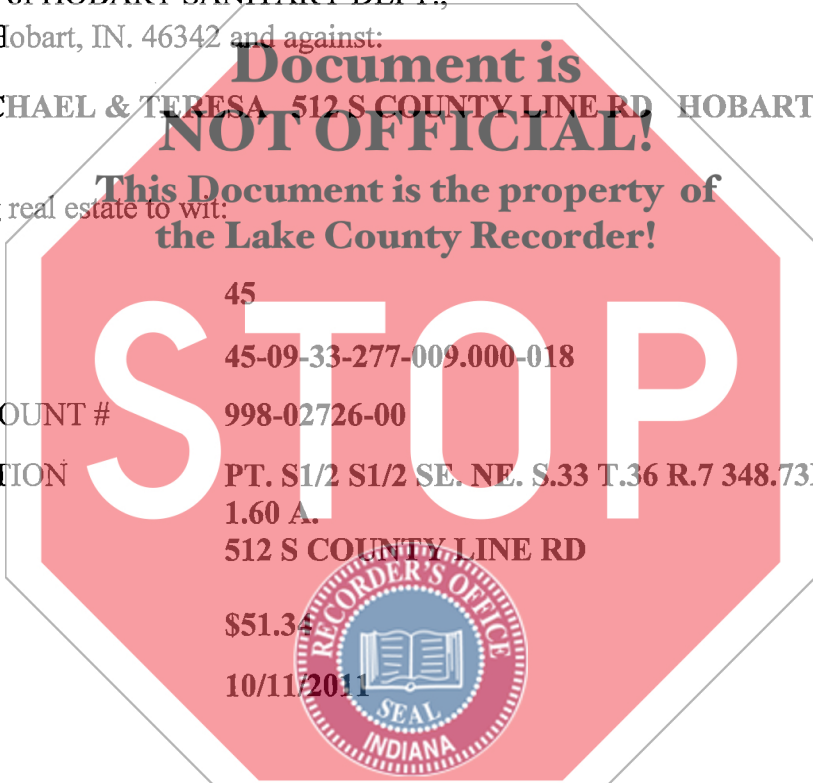 HOBART SANITARY DEPT.,
Hobart, IN. 46342 and against:
Document is
CHAEL & TERESA 512 S COUNTY LINE RD HOBART
NOT OFFICIAL!
This Document is the property of
real estate to wit:
the Lake County Recorder!
45
45-09-33-277-009.000-018
OUNT # 998-02726-00
TION PT. S1/2 S1/2 SE. NE. S.33 T.36 R.7 348.73
1.60 A.
512 S COUNTY LINE RD
$51.34
10/11/2011
STOP
RECORDER'S OFFICE
SEAL
INDIANA